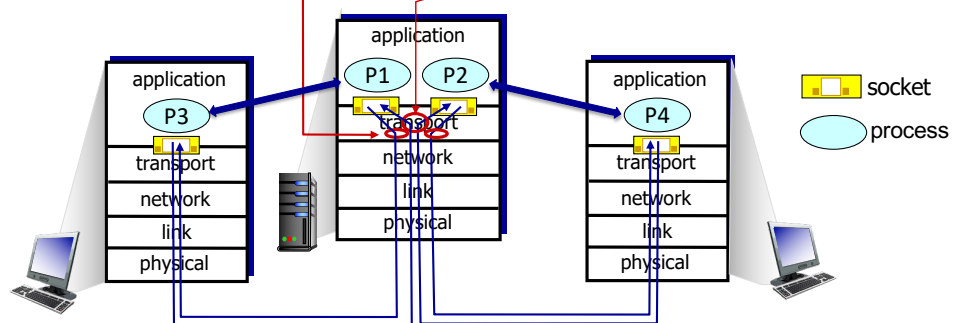 application
P3
transport
network
link
physical
application
P1 P2
transport
network
link
physical
application
P4
transport
network
link
physical
socket
process